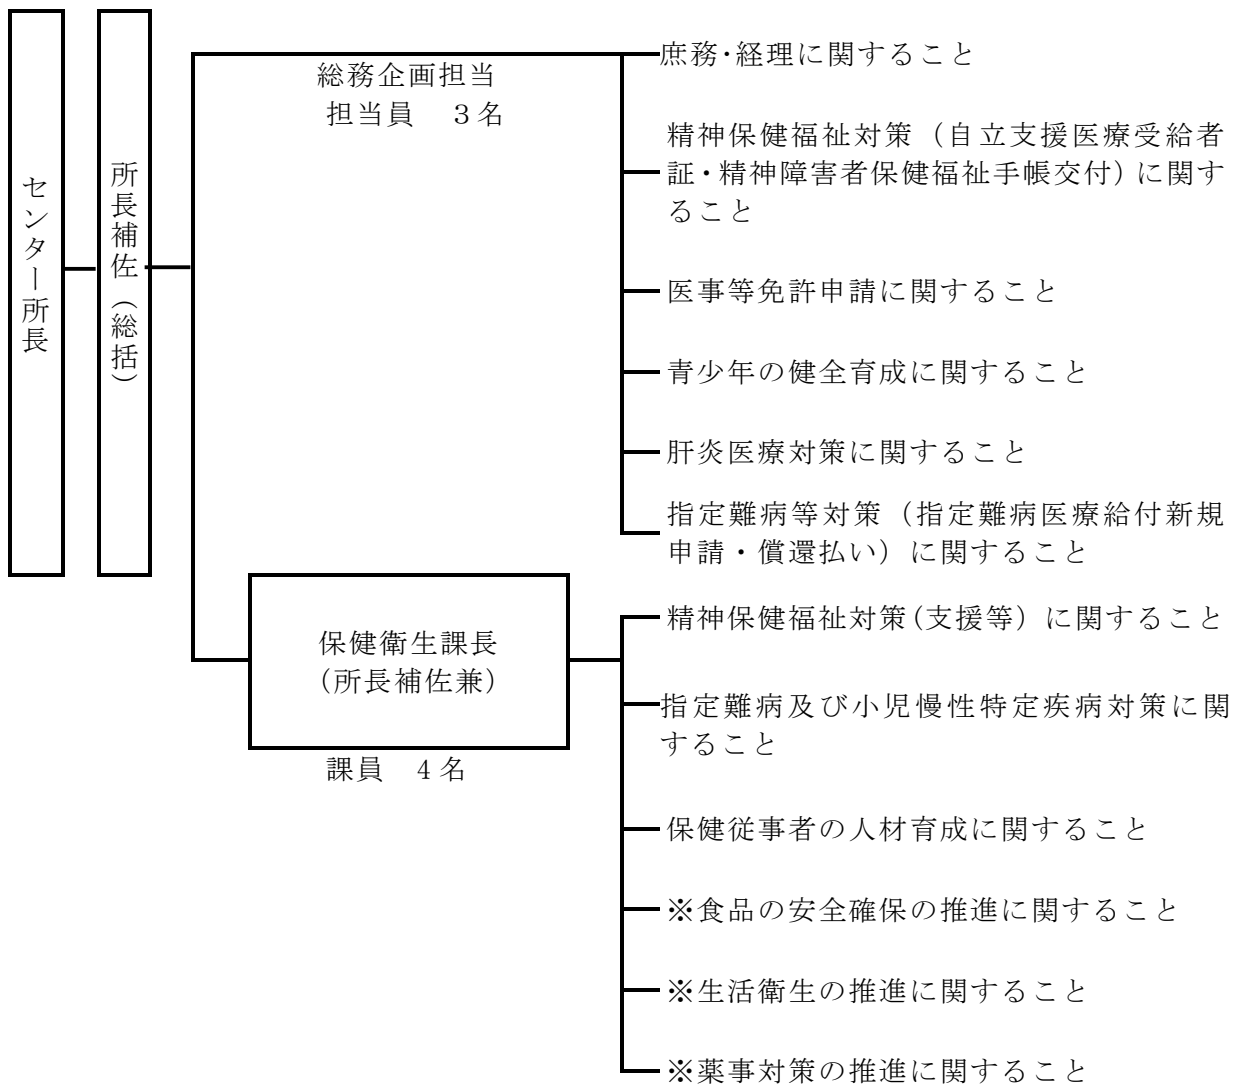 センター所長
所長補佐（総括）
総務企画担当
担当員　３名
庶務・経理に関すること
精神保健福祉対策（自立支援医療受給者
証・精神障害者保健福祉手帳交付）に関す
ること
医事等免許申請に関すること
青少年の健全育成に関すること
肝炎医療対策に関すること
指定難病等対策（指定難病医療給付新規
申請・償還払い）に関すること
保健衛生課長
（所長補佐兼）
課員　４名
精神保健福祉対策（支援等）に関すること
指定難病及び小児慢性特定疾病対策に関
すること
保健従事者の人材育成に関すること
※食品の安全確保の推進に関すること
※生活衛生の推進に関すること
※薬事対策の推進に関すること